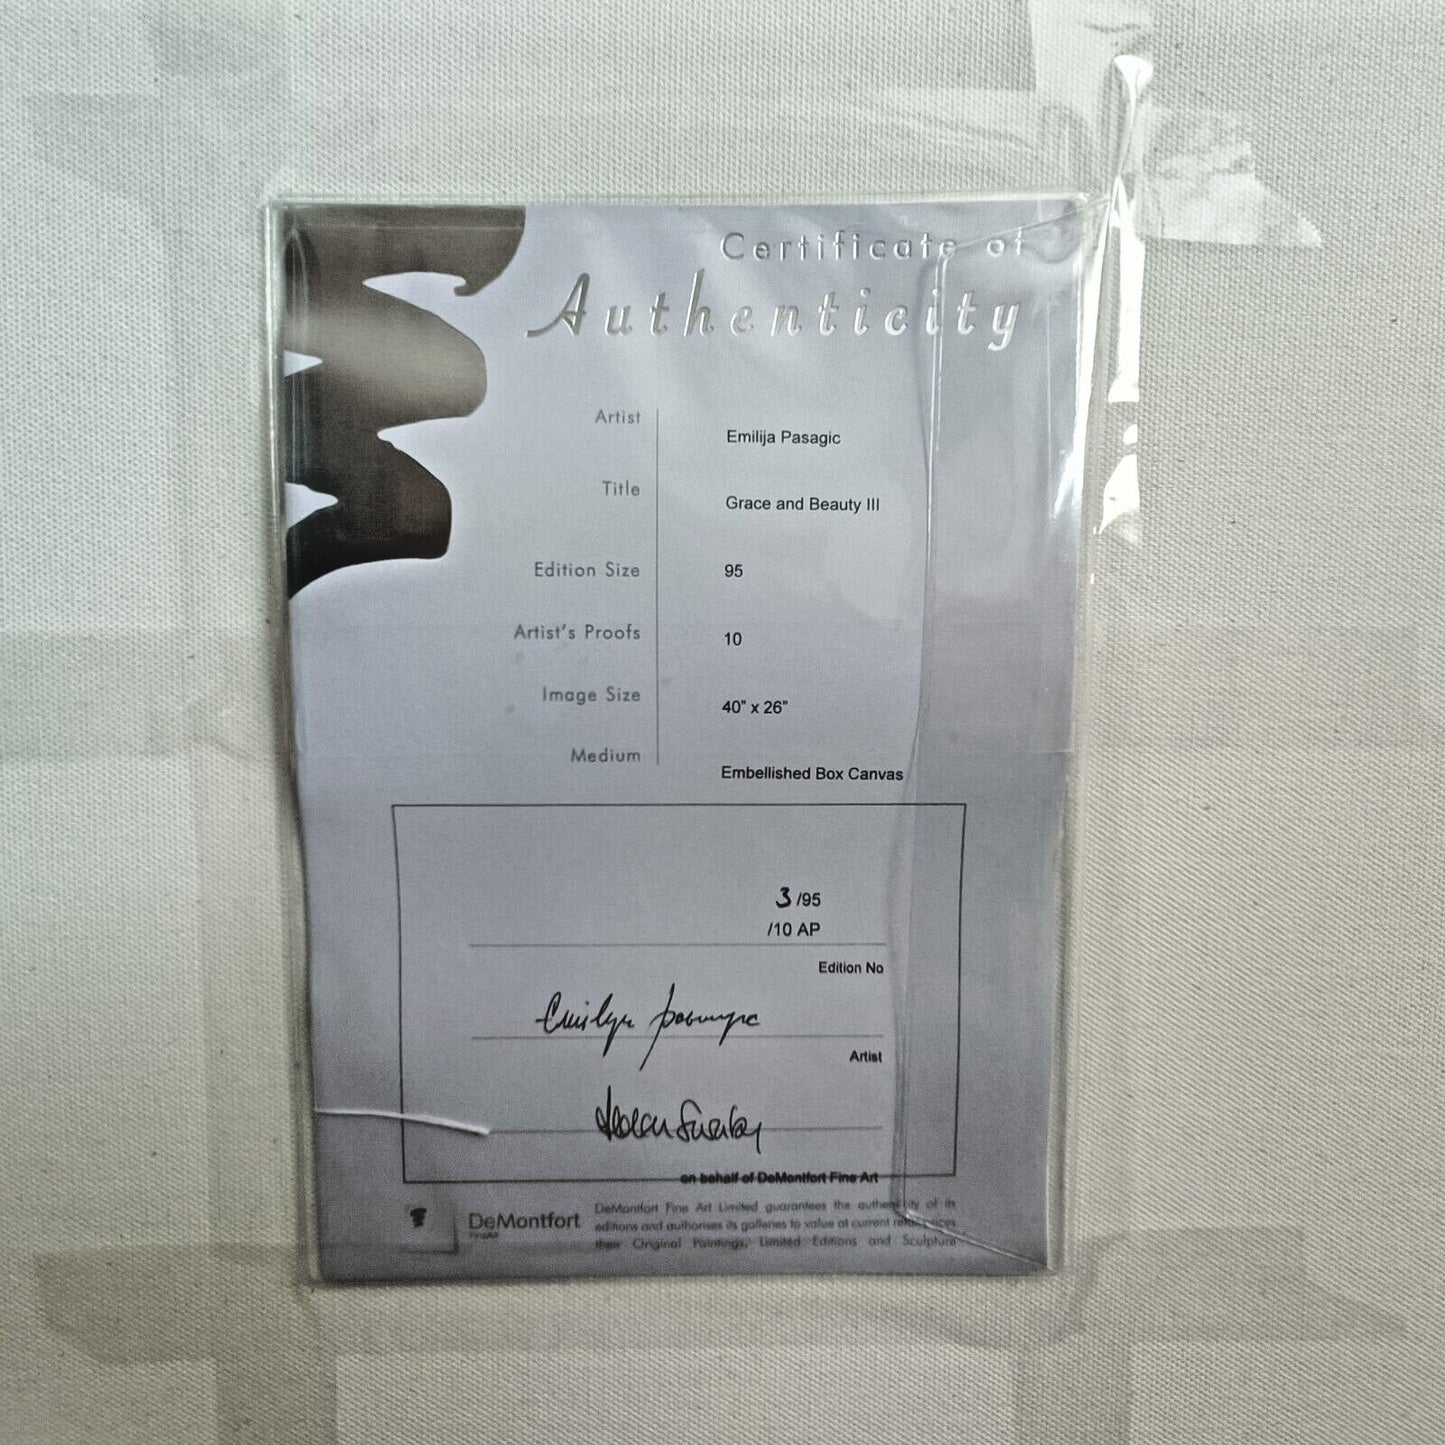 Certificate of
Authenticity
Artist
Emilija Pasagic
Title
Grace and Beauty III
Edition Size
95
Artist's Proofs
10
Image Size
40" x 26"
Medium
Embellished Box Canvas
3/95
/10 AP
Edition No
Artist
on behalf of DeMontfort Fine Art
DeMontfort
DeMontfort Fine Art Limited guarantees the authenticity of its
editions and authorises its galleries to value at current retail prices
their Original Paintings, Limited Editions and Sculpture